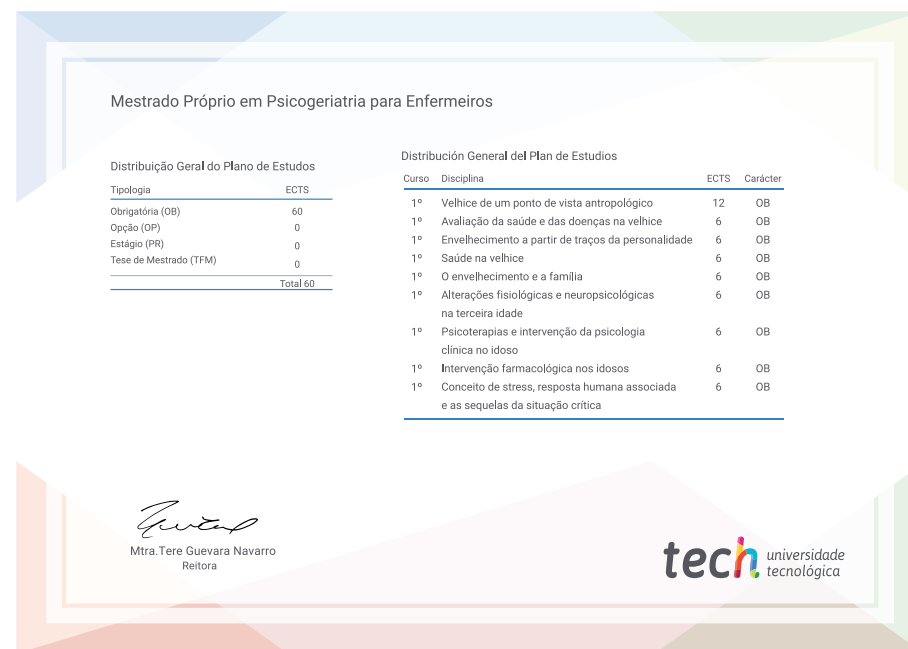 Mestrado Próprio em Psicogeriatria para Enfermeiros
Distribuição Geral do Plano de Estudos
Tipologia ECTS
Obrigatória (OB) 60
Opção (OP) 0
Estágio (PR) 0
Tese de Mestrado (TFM) 0
Total 60
Distribución General del Plan de Estudios
Curso Disciplina ECTS Carácter
1º Velhice de um ponto de vista antropológico 12 OB
1º Avaliação da saúde e das doenças na velhice 6 OB
1º Envelhecimento a partir de traços da personalidade 6 OB
1º Saúde na velhice 6 OB
1º O envelhecimento e a família 6 OB
1º Alterações fisiológicas e neuropsicológicas 6 OB
na terceira idade
1º Psicoterapias e intervenção da psicologia 6 OB
clínica no idoso
1º Intervenção farmacológica nos idosos 6 OB
1º Conceito de stress, resposta humana associada 6 OB
e as sequelas da situação crítica
Mtra.Tere Guevara Navarro
Reitora
tech universidade
tecnológica